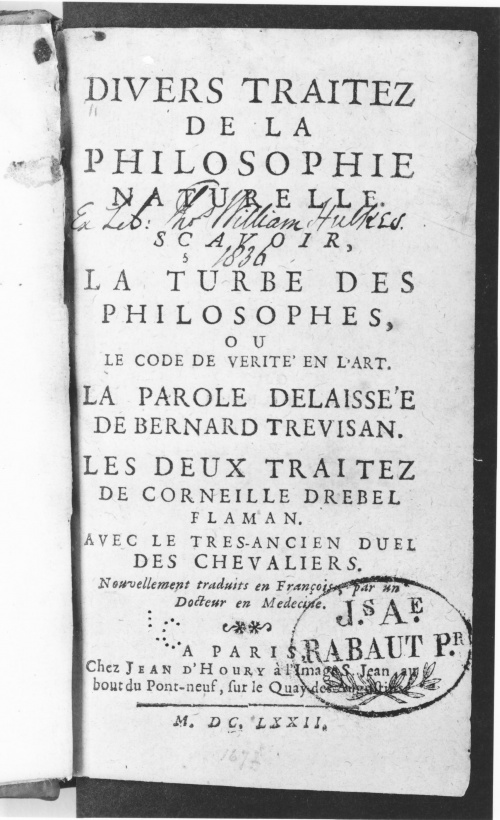 DIVERS TRAITEZ
DE LA
PHILOSOPHIE
NATURELLE.
Ex Lib: Thos William Hulkes.
SCAVOIR,
1836
LA TURBE DES
PHILOSOPHES,
OU
LE CODE DE VERITE' EN L'ART.
LA PAROLE DELAISSE'E
DE BERNARD TREVISAN.
LES DEUX TRAITEZ
DE CORNEILLE DREBEL
FLAMAN.
AVEC LE TRES-ANCIEN DUEL
DES CHEVALIERS.
Nouvellement traduits en François, par un
Docteur en Medecine.
J.S A.E
RABAUT P.R
A PARIS,
Chez JEAN D'HOURY à l'Image S. Jean, au
bout du Pont-neuf, sur le Quay des Augustins.
M. DC. LXXII.
1672